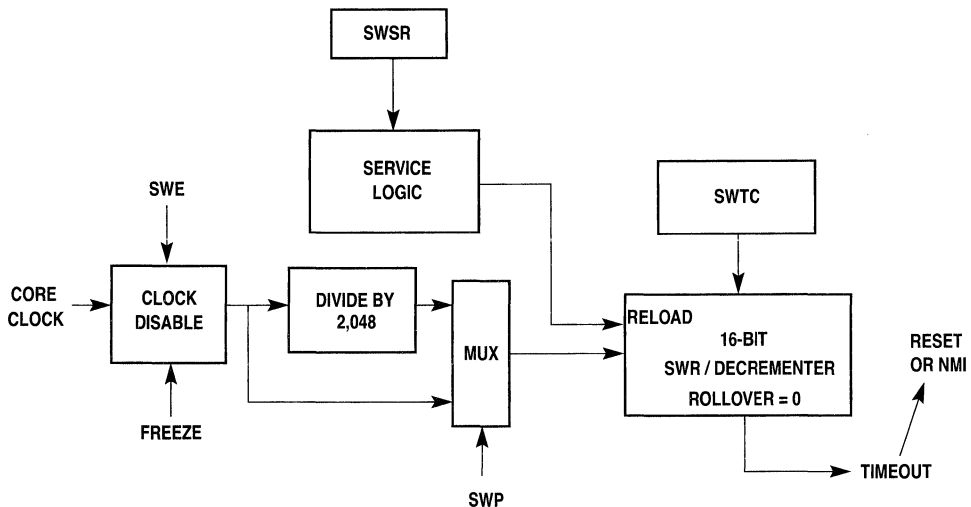 SWSR
SERVICE
LOGIC
SWTC
SWE
CORE
CLOCK
CLOCK
DISABLE
DIVIDE BY
2,048
MUX
RELOAD
16-BIT
SWR / DECREMENTER
ROLLOVER = 0
RESET
OR NMI
FREEZE
TIMEOUT
SWP